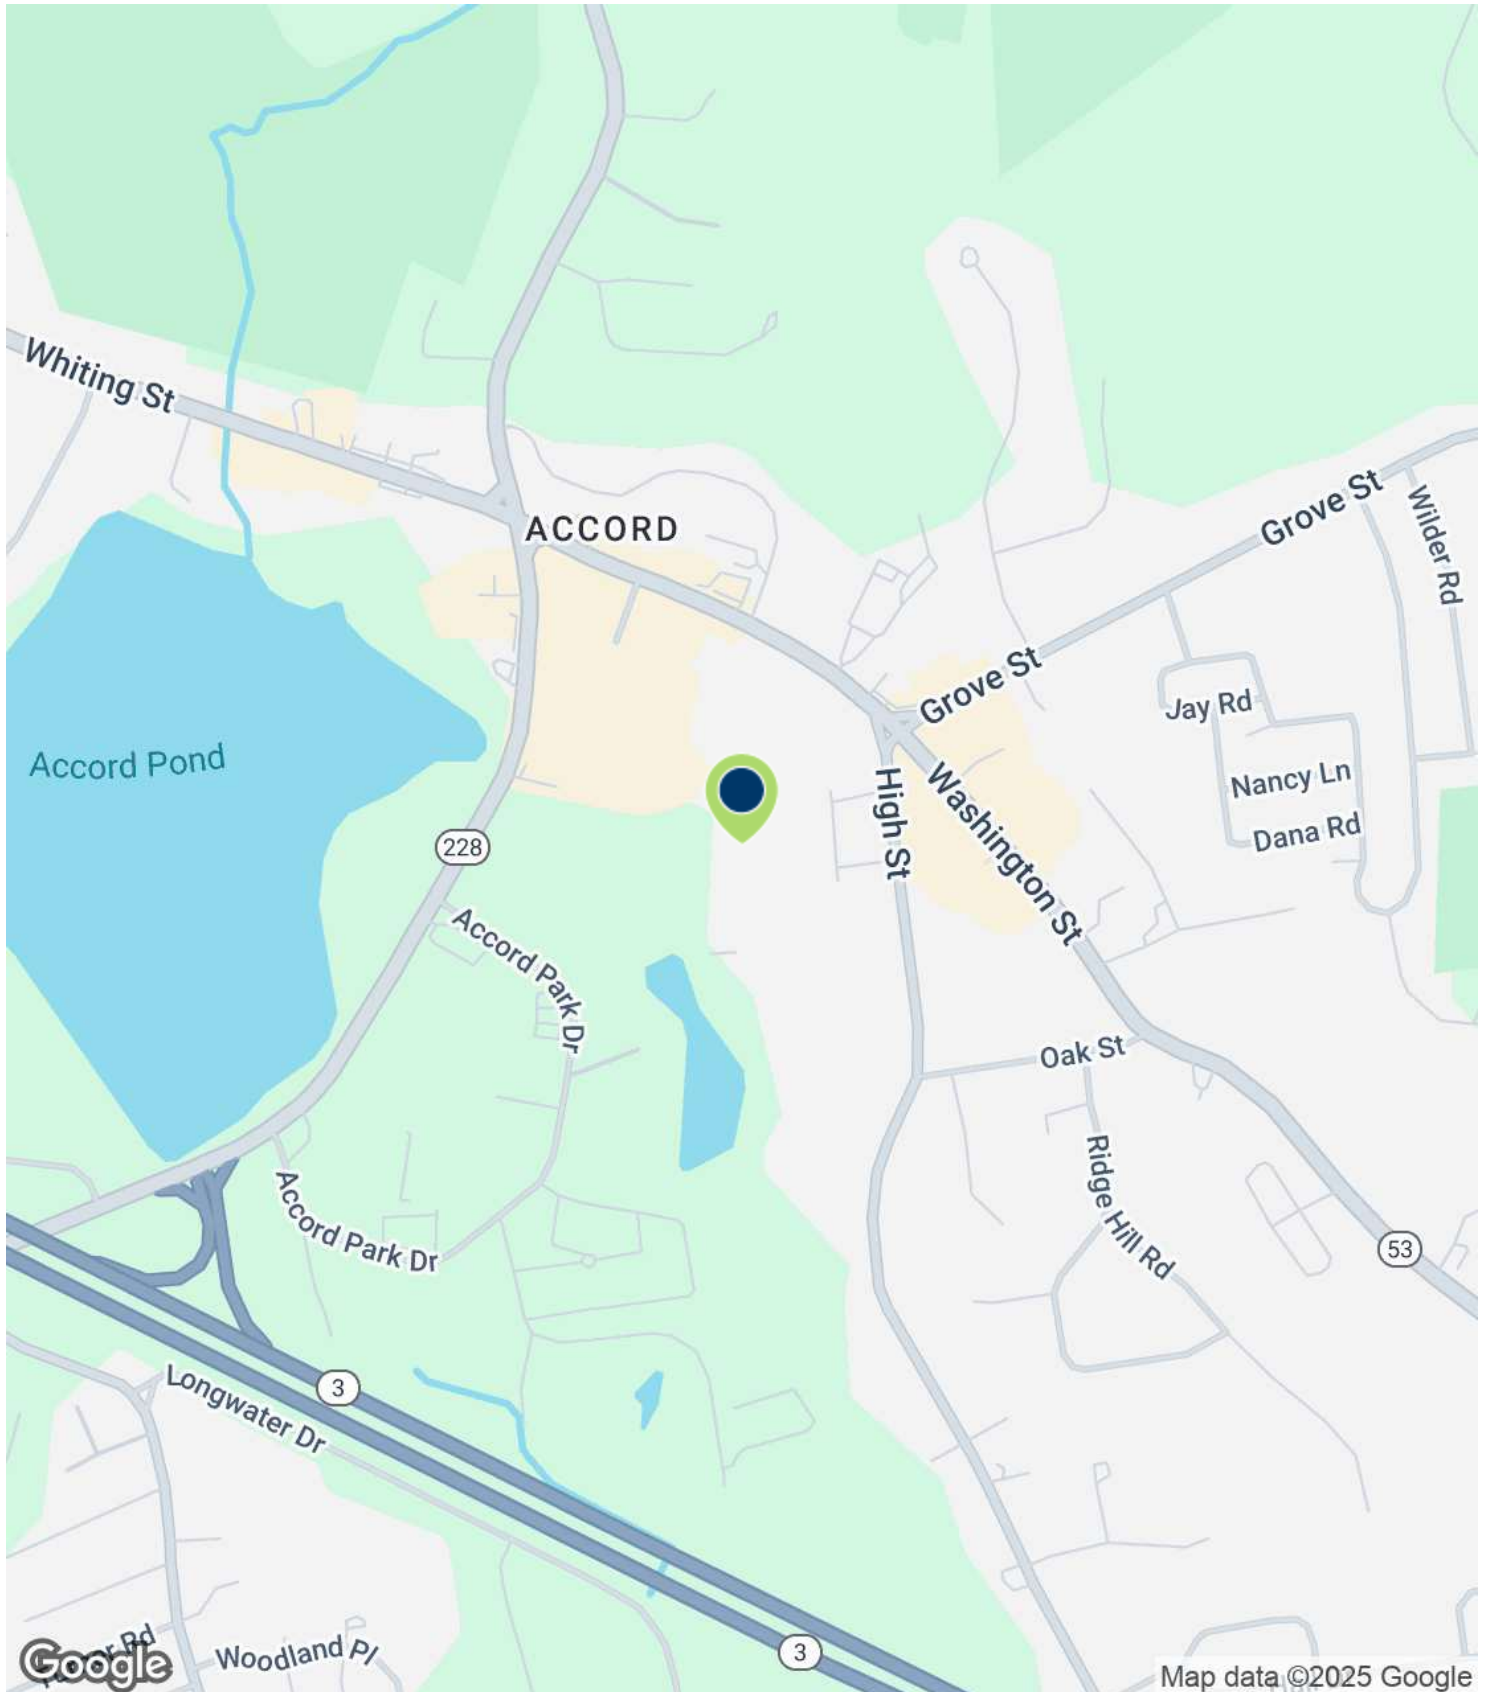 Whiting St
ACCORD
Grove St
Wilder Rd
Grove St
Jay Rd
Accord Pond
Nancy Ln
High St
Washington St
Dana Rd
228
Accord Park Dr
Oak St
Ridge Hill Rd
Accord Park Dr
53
3
Longwater Dr
Rd
Google
Woodland Pl
3
Map data ©2025 Google